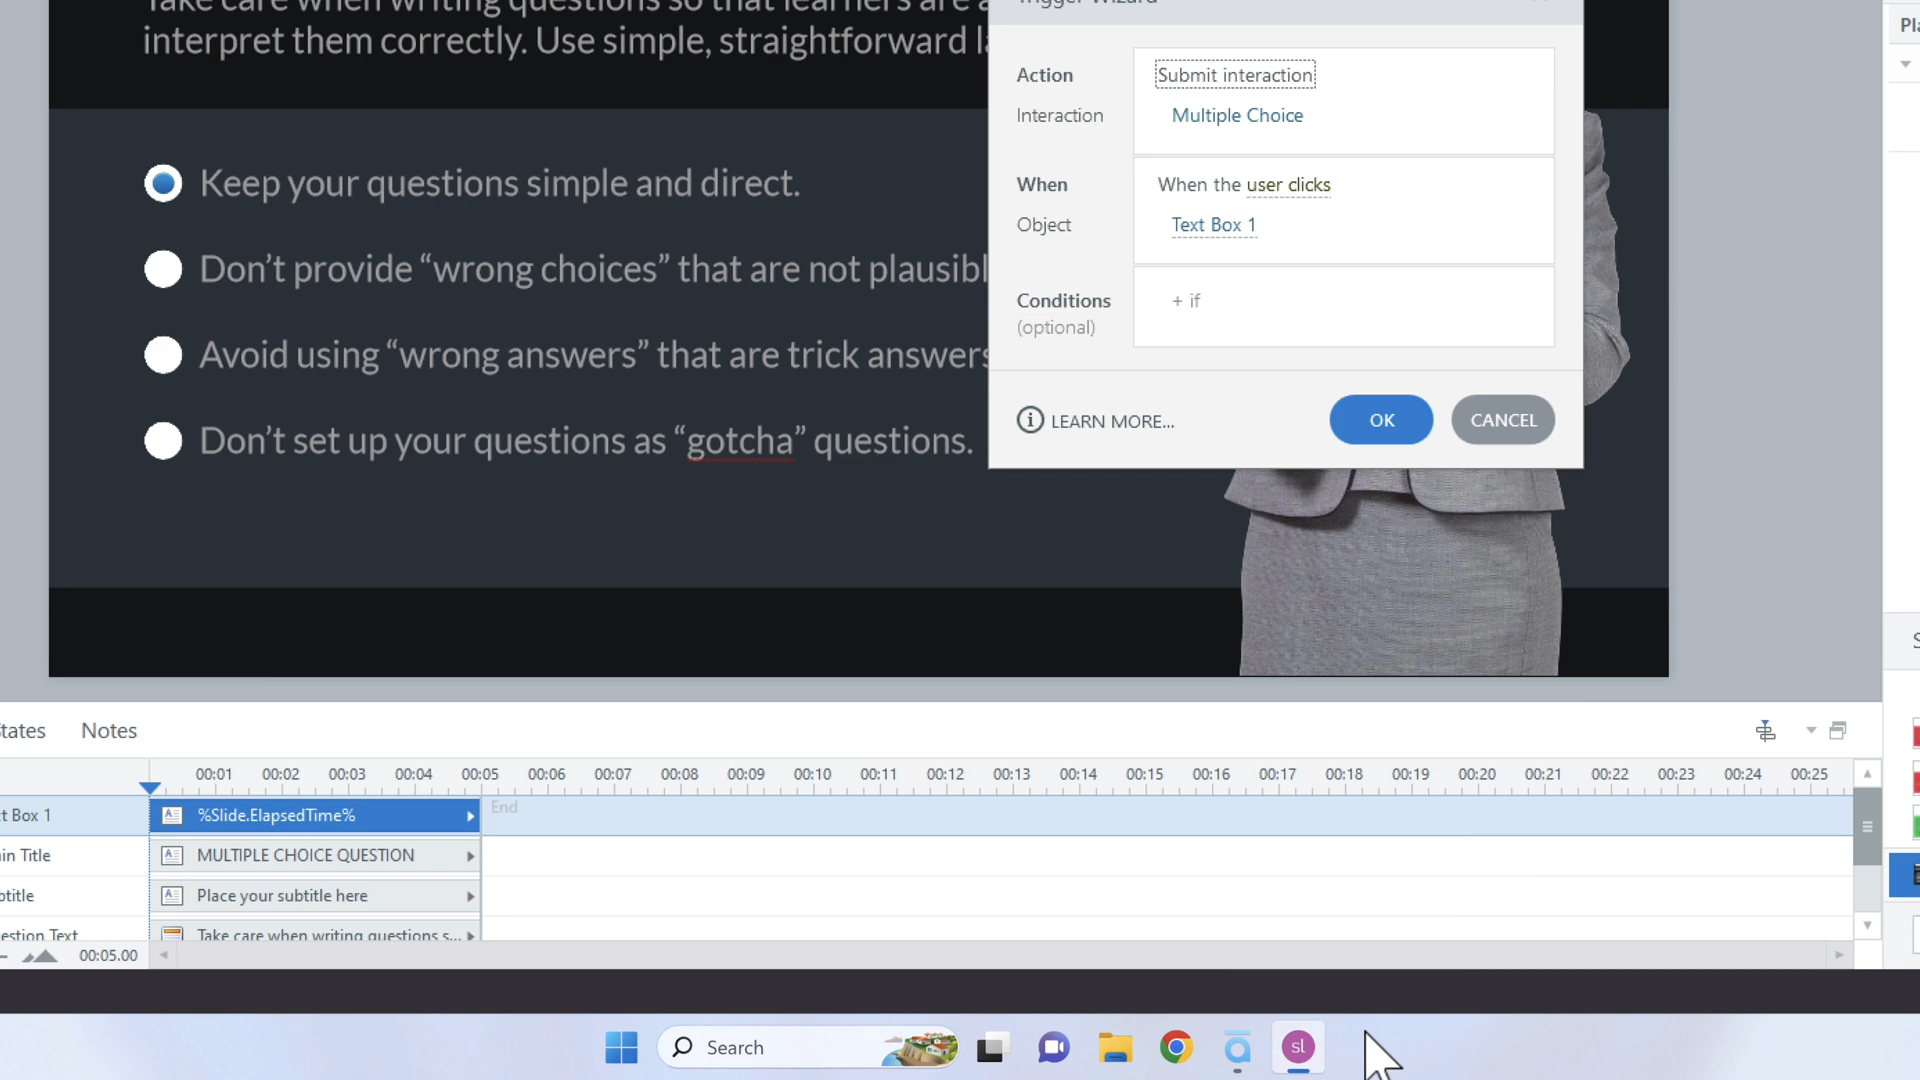 interpret them correctly. Use simple, straightforward
Keep your questions simple and direct.
Don't provide “wrong choices” that are not
Avoid using “wrong answers” that are trick
Don't set up your questions as “gotcha” questions.
Trigger Wizard
Action
Submit interaction
Interaction
Multiple Choice
When
When the user clicks
Object
Text Box 1
Conditions
+ if
(optional)
LEARN MORE...
OK
CANCEL
Notes
00:01 00:02 00:03 00:04 00:05 00:06 00:07 00:08 00:09 00:10 00:11 00:12 00:13 00:14 00:15 00:16 00:17 00:18 00:19 00:20 00:21 00:22 00:23 00:24 00:25
Box 1
%Slide.ElapsedTime%
End
Title
MULTIPLE CHOICE QUESTION
Place your subtitle here
Text
Take care when writing questions s...
00:05.00
Search
sl